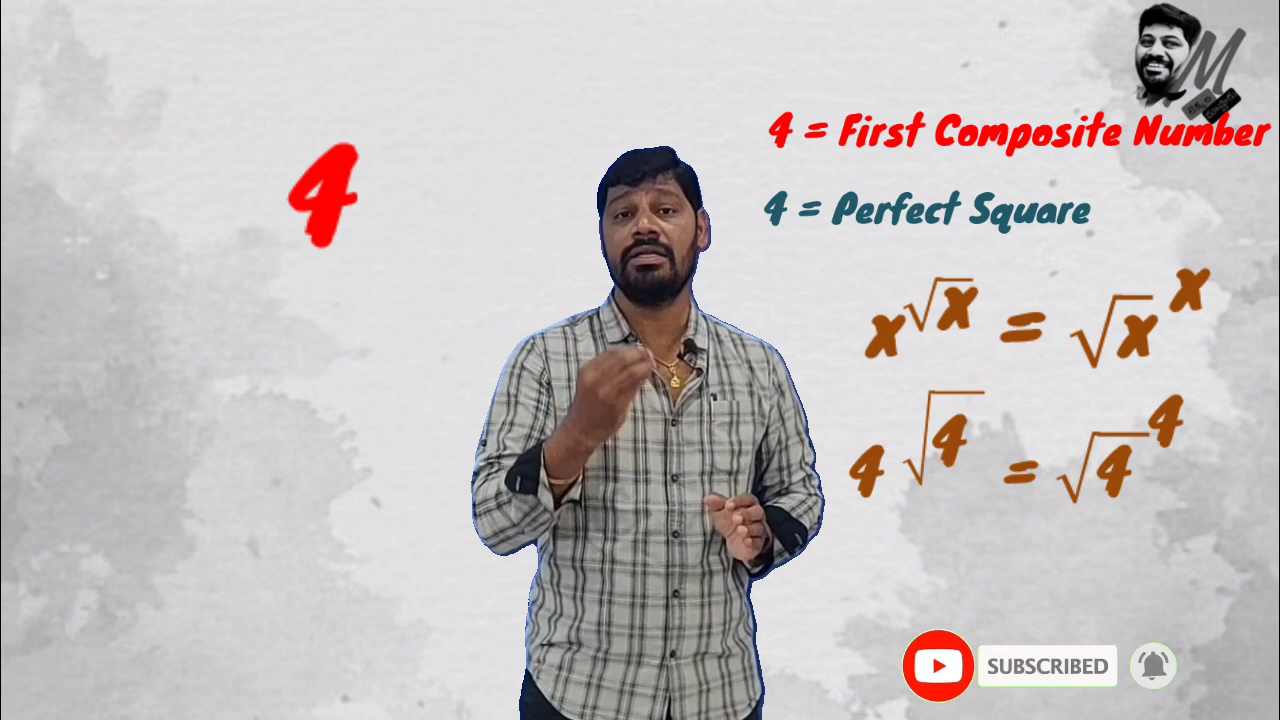 4
4 = First Composite Number
4 = Perfect Square
x^√x = √x^x
4^√4 = √4^4
SUBSCRIBED
M